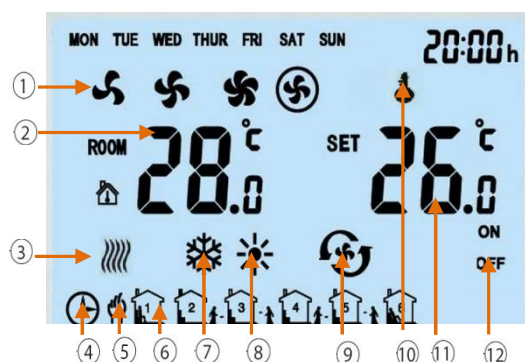 MON TUE WED THUR FRI SAT SUN 20:00h
1
2 ROOM 28.0 °C SET 26.0 °C
ON
3 OFF
1 2 3 4 5 6
4 5 6 7 8 9 10 11 12